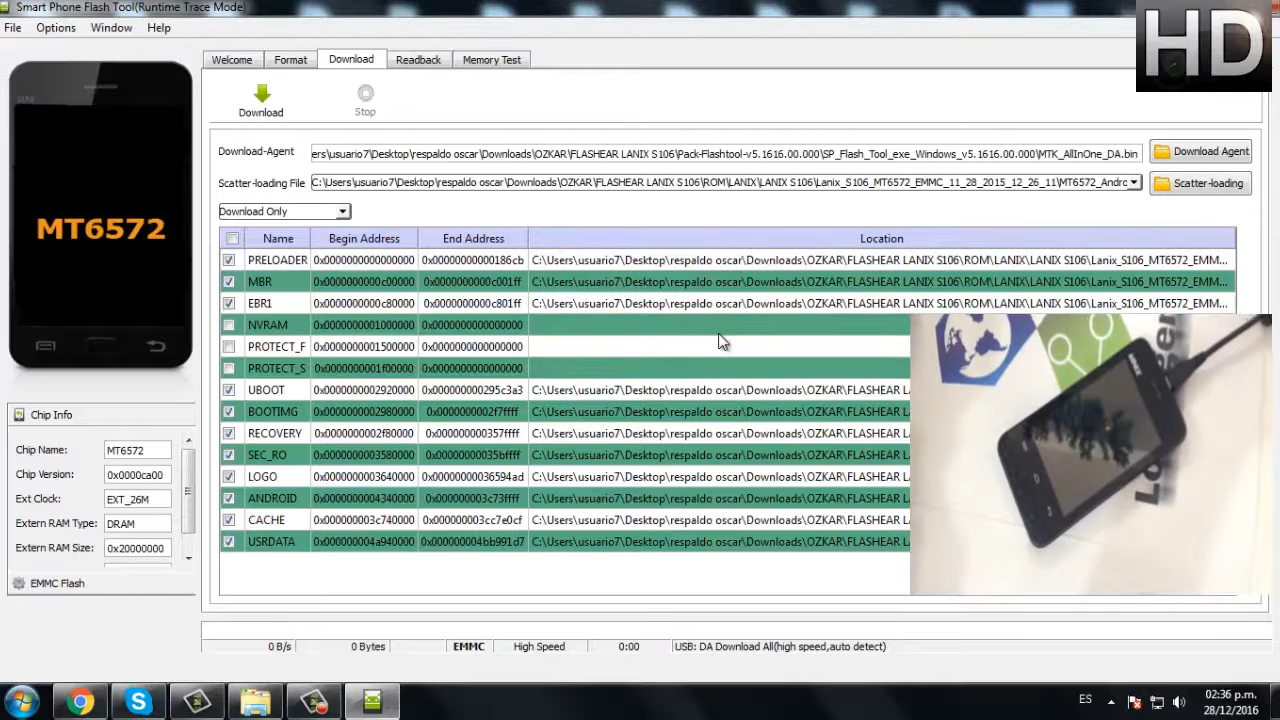 Smart Phone Flash Tool(Runtime Trace Mode)
HD
File Options Window Help
Welcome Format Download Readback Memory Test
Download Stop
Download-Agent ers\usuario7\Desktop\respaldo oscar\Downloads\OZKAR\FLASHEAR LANIX S106\Pack-Flashtool-v5.1616.00.000\SP_Flash_Tool_exe_Windows_v5.1616.00.000\MTK_AllInOne_DA.bin Download Agent
Scatter-loading File C:\Users\usuario7\Desktop\respaldo oscar\Downloads\OZKAR\FLASHEAR LANIX S106\ROM\LANIX\LANIX S106\Lanix_S106_MT6572_EMMC_11_28_2015_12_26_11\MT6572_Andrc Scatter-loading
Download Only
MT6572
Name Begin Address End Address Location
PRELOADER 0x0000000000000000 0x00000000000186cb C:\Users\usuario7\Desktop\respaldo oscar\Downloads\OZKAR\FLASHEAR LANIX S106\ROM\LANIX\LANIX S106\Lanix_S106_MT6572_EMM...
MBR 0x0000000000c00000 0x0000000000c001ff C:\Users\usuario7\Desktop\respaldo oscar\Downloads\OZKAR\FLASHEAR LANIX S106\ROM\LANIX\LANIX S106\Lanix_S106_MT6572_EMM...
EBR1 0x0000000000c80000 0x0000000000c801ff C:\Users\usuario7\Desktop\respaldo oscar\Downloads\OZKAR\FLASHEAR LANIX S106\ROM\LANIX\LANIX S106\Lanix_S106_MT6572_EMM...
NVRAM 0x0000000001000000 0x0000000000000000
PROTECT_F 0x0000000001500000 0x0000000000000000
PROTECT_S 0x0000000001f00000 0x0000000000000000
UBOOT 0x0000000002920000 0x000000000295c3a3 C:\Users\usuario7\Desktop\respaldo oscar\Downloads\OZKAR\FLASHEAR LA
BOOTIMG 0x0000000002980000 0x0000000002f7ffff C:\Users\usuario7\Desktop\respaldo oscar\Downloads\OZKAR\FLASHEAR LA
RECOVERY 0x0000000002f80000 0x000000000357ffff C:\Users\usuario7\Desktop\respaldo oscar\Downloads\OZKAR\FLASHEAR LA
SEC_RO 0x0000000003580000 0x00000000035bffff C:\Users\usuario7\Desktop\respaldo oscar\Downloads\OZKAR\FLASHEAR LA
LOGO 0x0000000003640000 0x00000000036594ad C:\Users\usuario7\Desktop\respaldo oscar\Downloads\OZKAR\FLASHEAR LA
ANDROID 0x0000000004340000 0x000000003c73ffff C:\Users\usuario7\Desktop\respaldo oscar\Downloads\OZKAR\FLASHEAR LA
CACHE 0x000000003c740000 0x000000003cc7e0cf C:\Users\usuario7\Desktop\respaldo oscar\Downloads\OZKAR\FLASHEAR LA
USRDATA 0x000000004a940000 0x000000004bb991d7 C:\Users\usuario7\Desktop\respaldo oscar\Downloads\OZKAR\FLASHEAR LA
Chip Info
Chip Name: MT6572
Chip Version: 0x0000ca00
Ext Clock: EXT_26M
Extern RAM Type: DRAM
Extern RAM Size: 0x20000000
EMMC Flash
0 B/s 0 Bytes EMMC High Speed 0:00 USB: DA Download All(high speed,auto detect)
ES 02:36 p.m.
28/12/2016